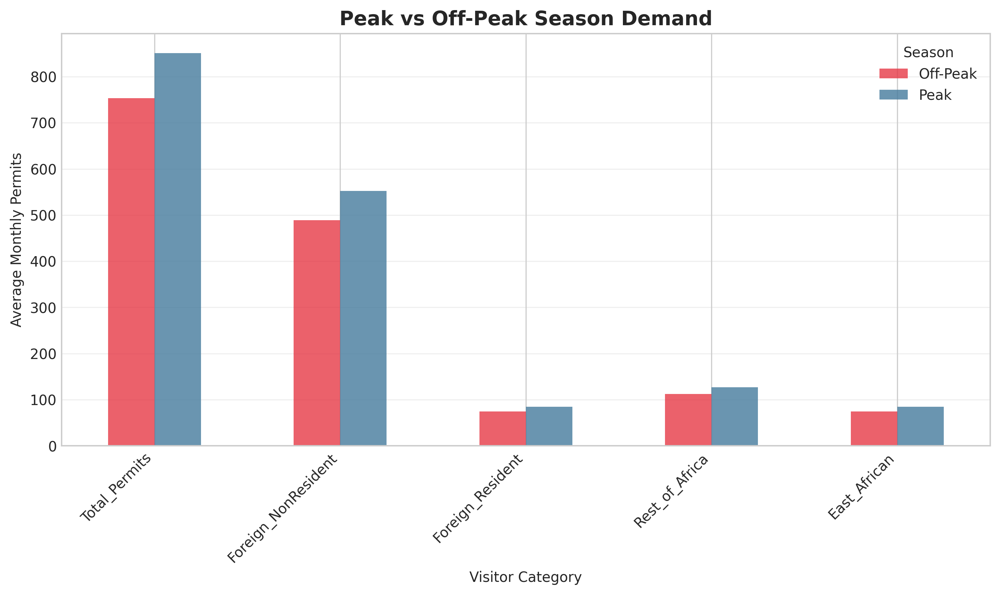 Peak vs Off-Peak Season Demand
Season
Off-Peak
Peak
Average Monthly Permits
800
700
600
500
400
300
200
100
0
Total_Permits
Foreign_NonResident
Foreign_Resident
Rest_of_Africa
East_African
Visitor Category